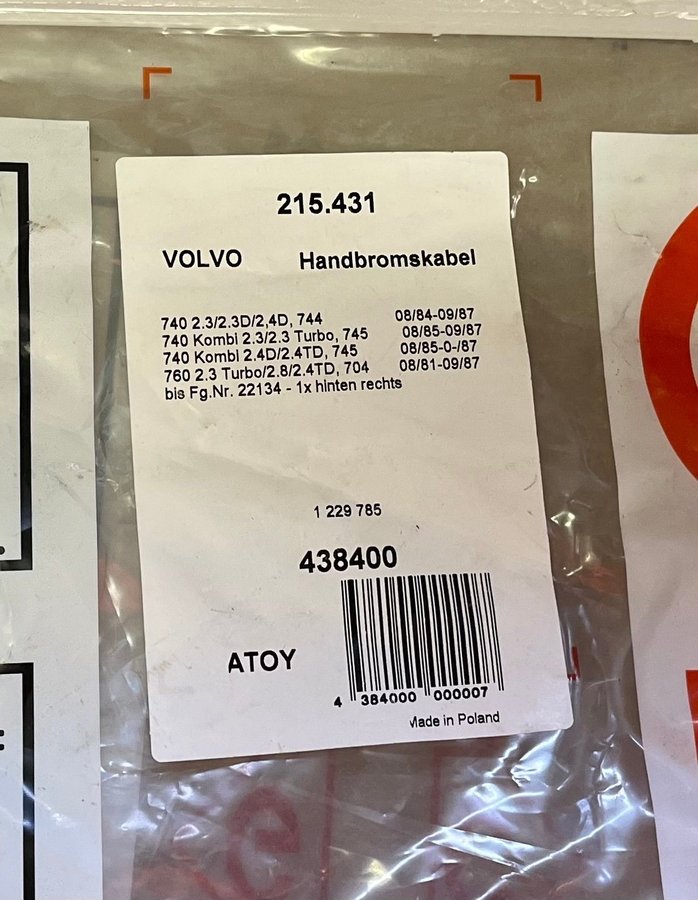 215.431
VOLVO Handbromskabel
740 2.3/2.3D/2,4D, 744 08/84-09/87
740 Kombi 2.3/2.3 Turbo, 745 08/85-09/87
740 Kombi 2.4D/2.4TD, 745 08/85-0-/87
760 2.3 Turbo/2.8/2.4TD, 704 08/81-09/87
bis Fg.Nr. 22134 - 1x hinten rechts
1 229 785
438400
ATOY
4 384000 000007
Made in Poland